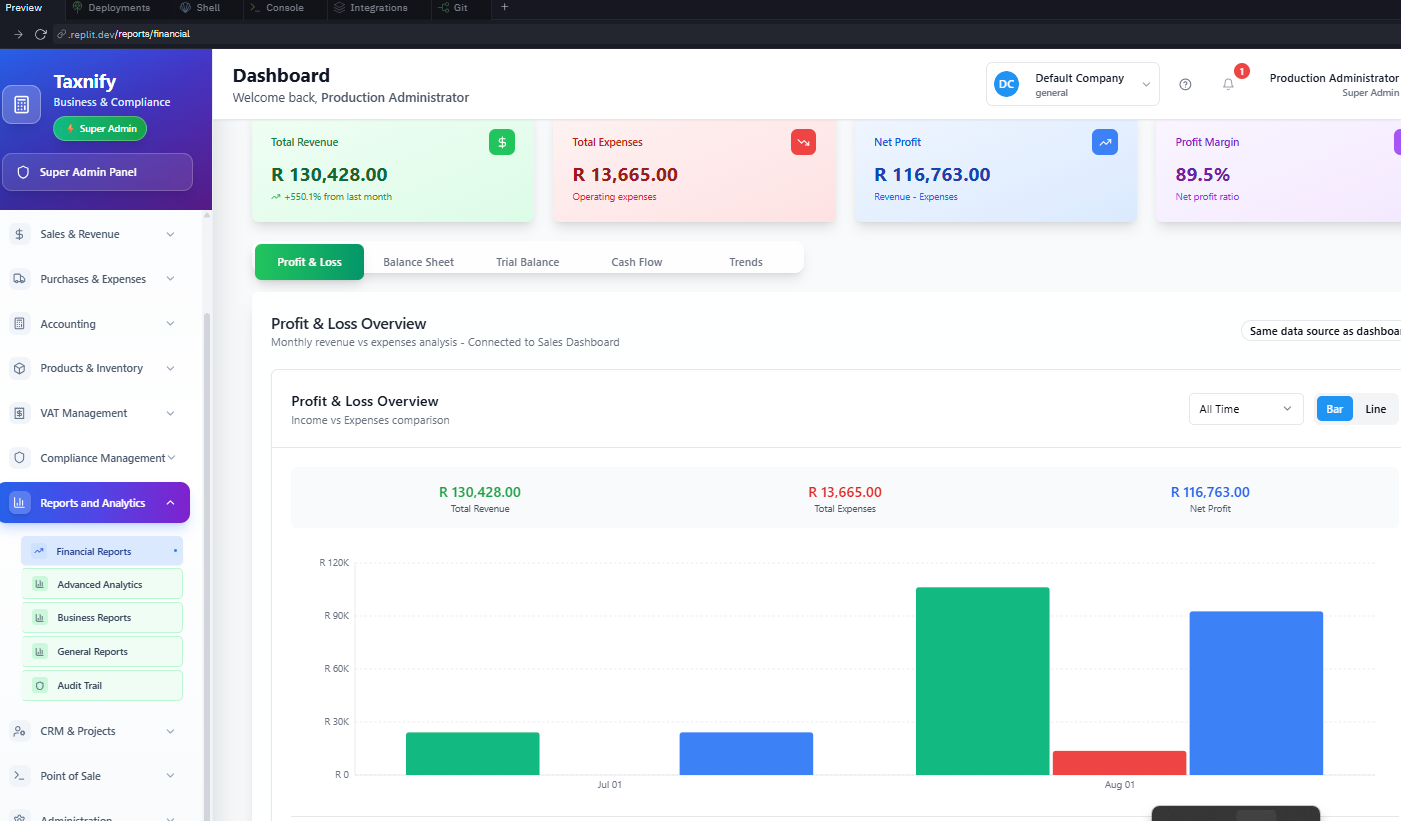 Preview
Deployments
Shell
Console
Integrations
Git
.replit.dev/reports/financial
Taxnify
Business & Compliance
Super Admin
Super Admin Panel
Sales & Revenue
Purchases & Expenses
Accounting
Products & Inventory
VAT Management
Compliance Management
Reports and Analytics
Financial Reports
Advanced Analytics
Business Reports
General Reports
Audit Trail
CRM & Projects
Point of Sale
Administration
Dashboard
Welcome back, Production Administrator
DC
Default Company
general
1
Production Administrator
Super Admin
Total Revenue
$
R 130,428.00
+550.1% from last month
Total Expenses
R 13,665.00
Operating expenses
Net Profit
R 116,763.00
Revenue - Expenses
Profit Margin
89.5%
Net profit ratio
Profit & Loss
Balance Sheet
Trial Balance
Cash Flow
Trends
Profit & Loss Overview
Monthly revenue vs expenses analysis - Connected to Sales Dashboard
Same data source as dashboar
Profit & Loss Overview
Income vs Expenses comparison
All Time
Bar
Line
R 130,428.00
Total Revenue
R 13,665.00
Total Expenses
R 116,763.00
Net Profit
R 120K
R 90K
R 60K
R 30K
R 0
Jul 01
Aug 01